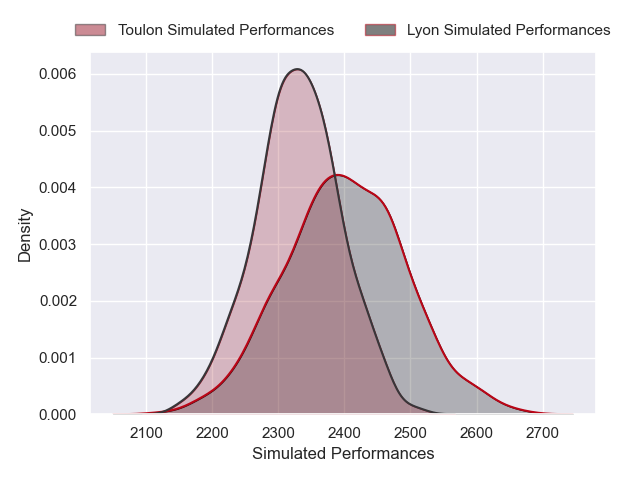 Toulon Simulated Performances Lyon Simulated Performances
0.006
0.005
0.004
0.003
0.002
0.001
0.000
Density
2100 2200 2300 2400 2500 2600 2700
Simulated Performances